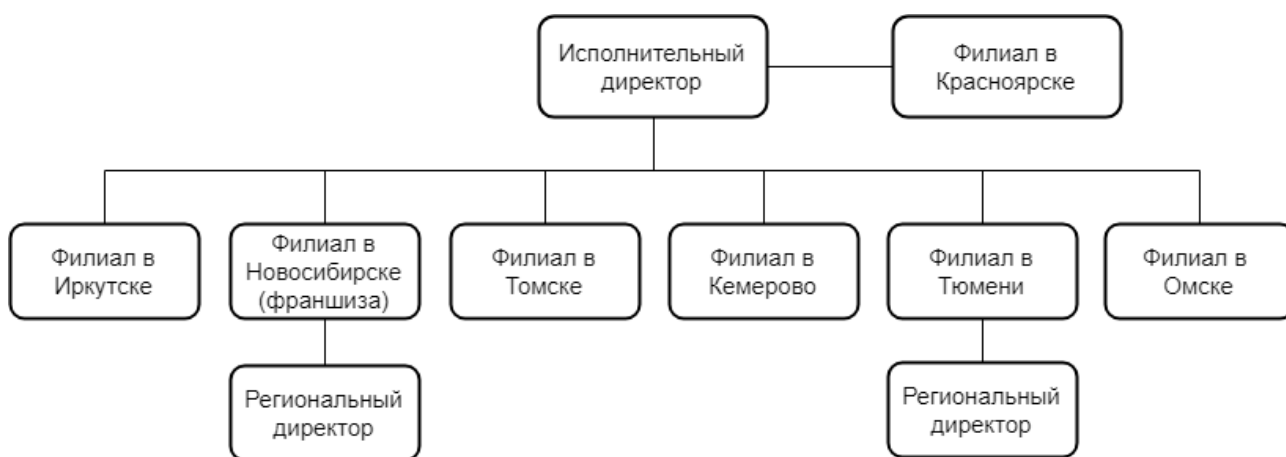 Исполнительный
директор
Филиал в
Красноярске
Филиал в
Иркутске
Филиал в
Новосибирске
(франшиза)
Филиал в
Томске
Филиал в
Кемерово
Филиал в
Тюмени
Филиал в
Омске
Региональный
директор
Региональный
директор